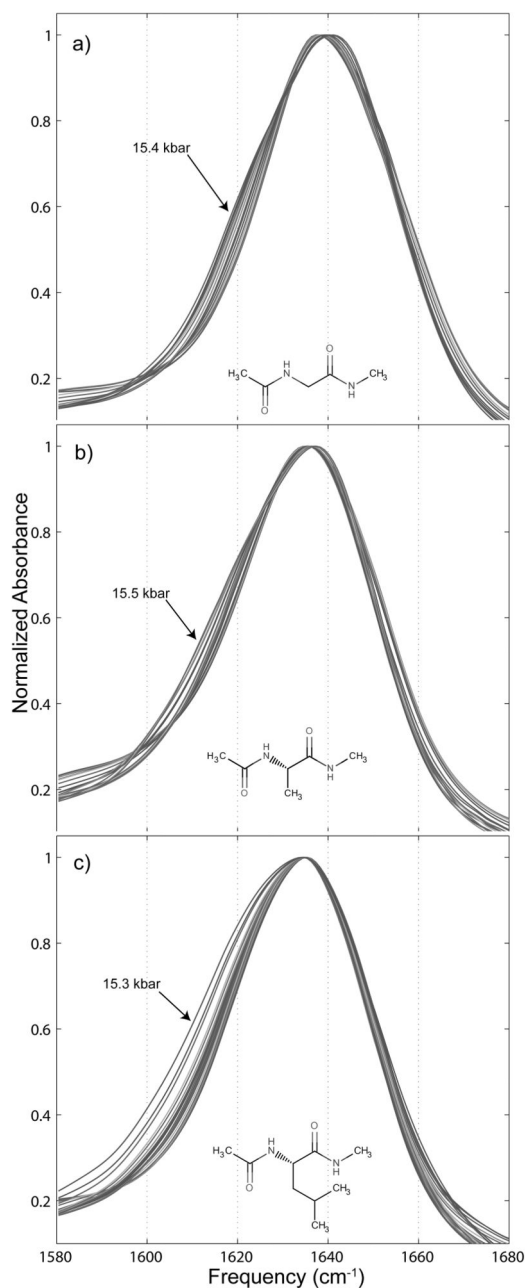 a)
1
0.8
15.4 kbar
0.6
0.4
0.2
O
H
H₃C
N
CH₃
N
O
H
b)
1
0.8
15.5 kbar
0.6
0.4
0.2
O
H
CH₃
N
H₃C
N
H
O
CH₃
Normalized Absorbance
c)
1
0.8
15.3 kbar
0.6
0.4
0.2
O
H
CH₃
N
H₃C
N
H
O
CH₃
CH₃
1580 1600 1620 1640 1660 1680
Frequency (cm⁻¹)